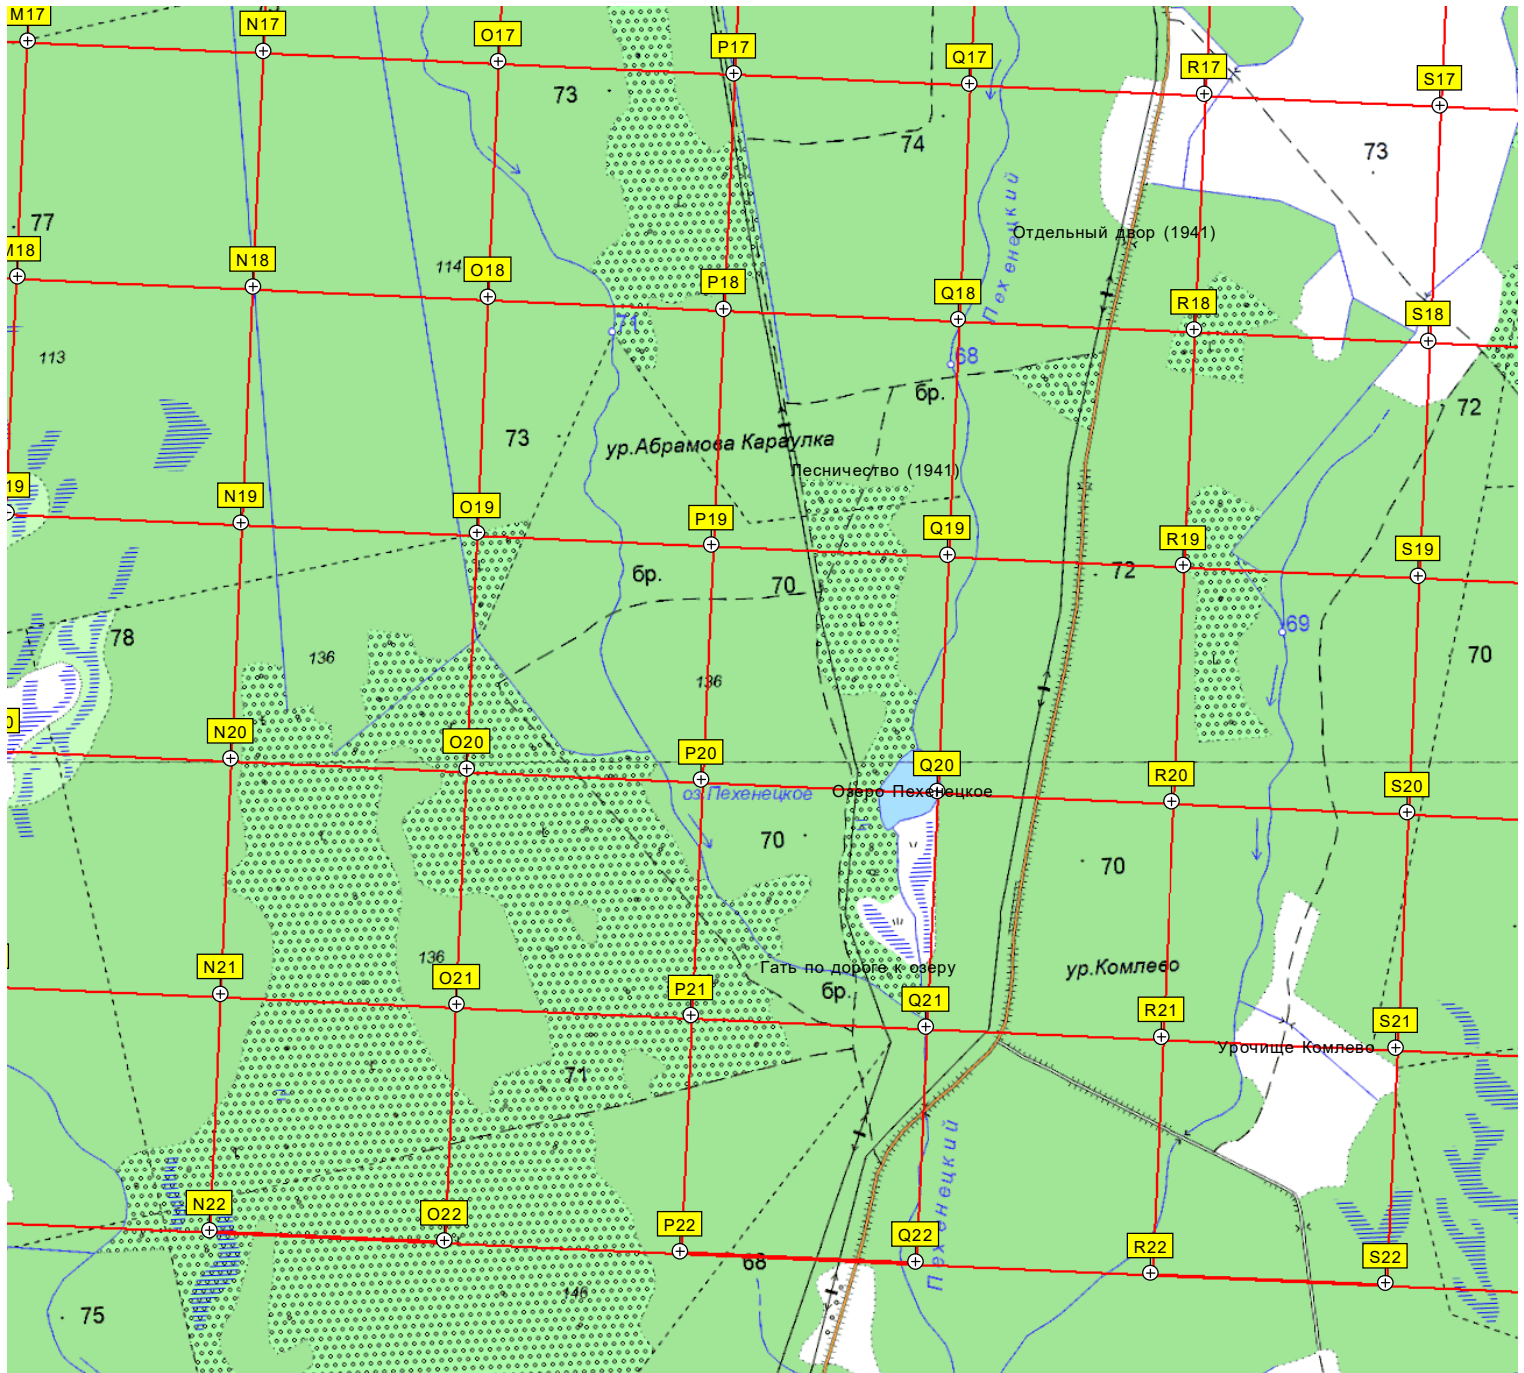 M17
N17
O17
P17
Q17
R17
S17
73
74
73
77
Отдельный двор (1941)
Пехенецкий
M18
N18
114
O18
P18
Q18
R18
S18
71
68
113
бр.
72
73
ур.Абрамова Караулка
Лесничество (1941)
19
N19
O19
P19
Q19
R19
S19
бр.
70
72
78
69
136
70
136
0
N20
O20
P20
Q20
R20
S20
оз.Пехенецкое
Озеро Пехенецкое
70
70
136
N21
O21
Гать по дороге к озеру
ур.Комлево
P21
бр.
Q21
R21
S21
Урочище Комлево
71
Пехенецкий
N22
O22
P22
Q22
R22
S22
68
146
75